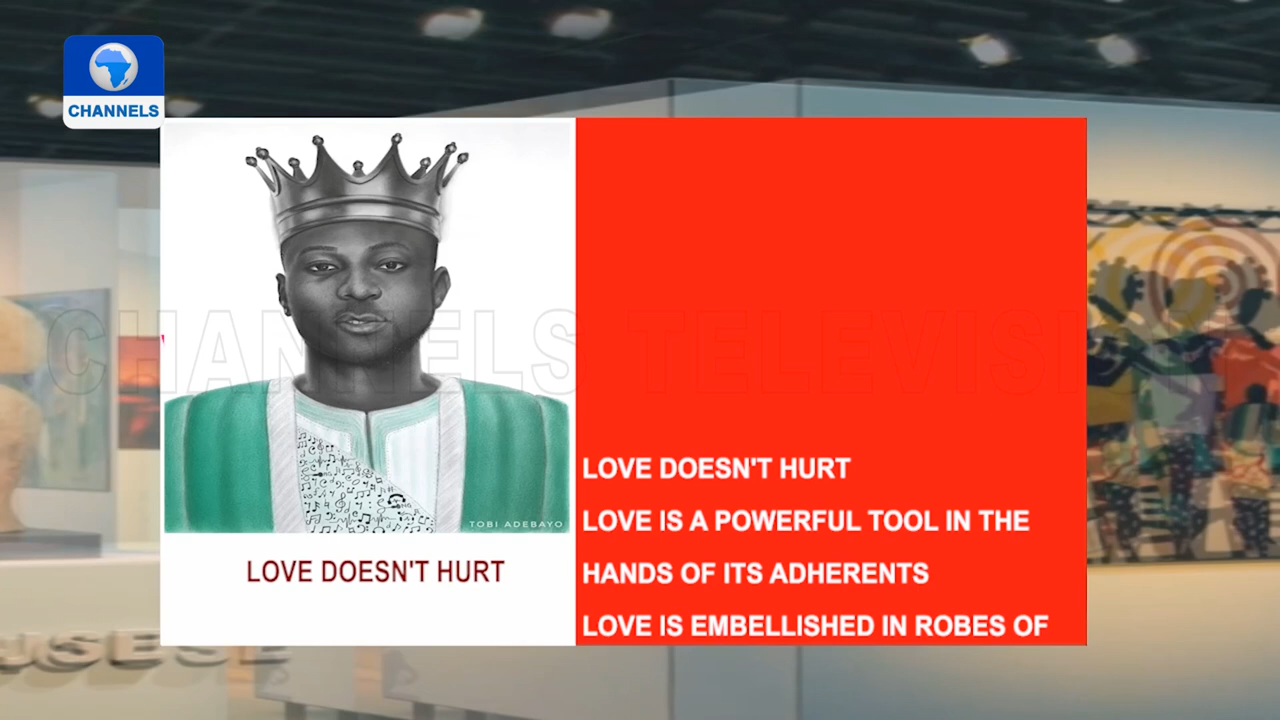 CHANNELS
CHANNELS TELEVISI
TOBI ADEBAYO
LOVE DOESN'T HURT
LOVE DOESN'T HURT
LOVE IS A POWERFUL TOOL IN THE
HANDS OF ITS ADHERENTS
LOVE IS EMBELLISHED IN ROBES OF